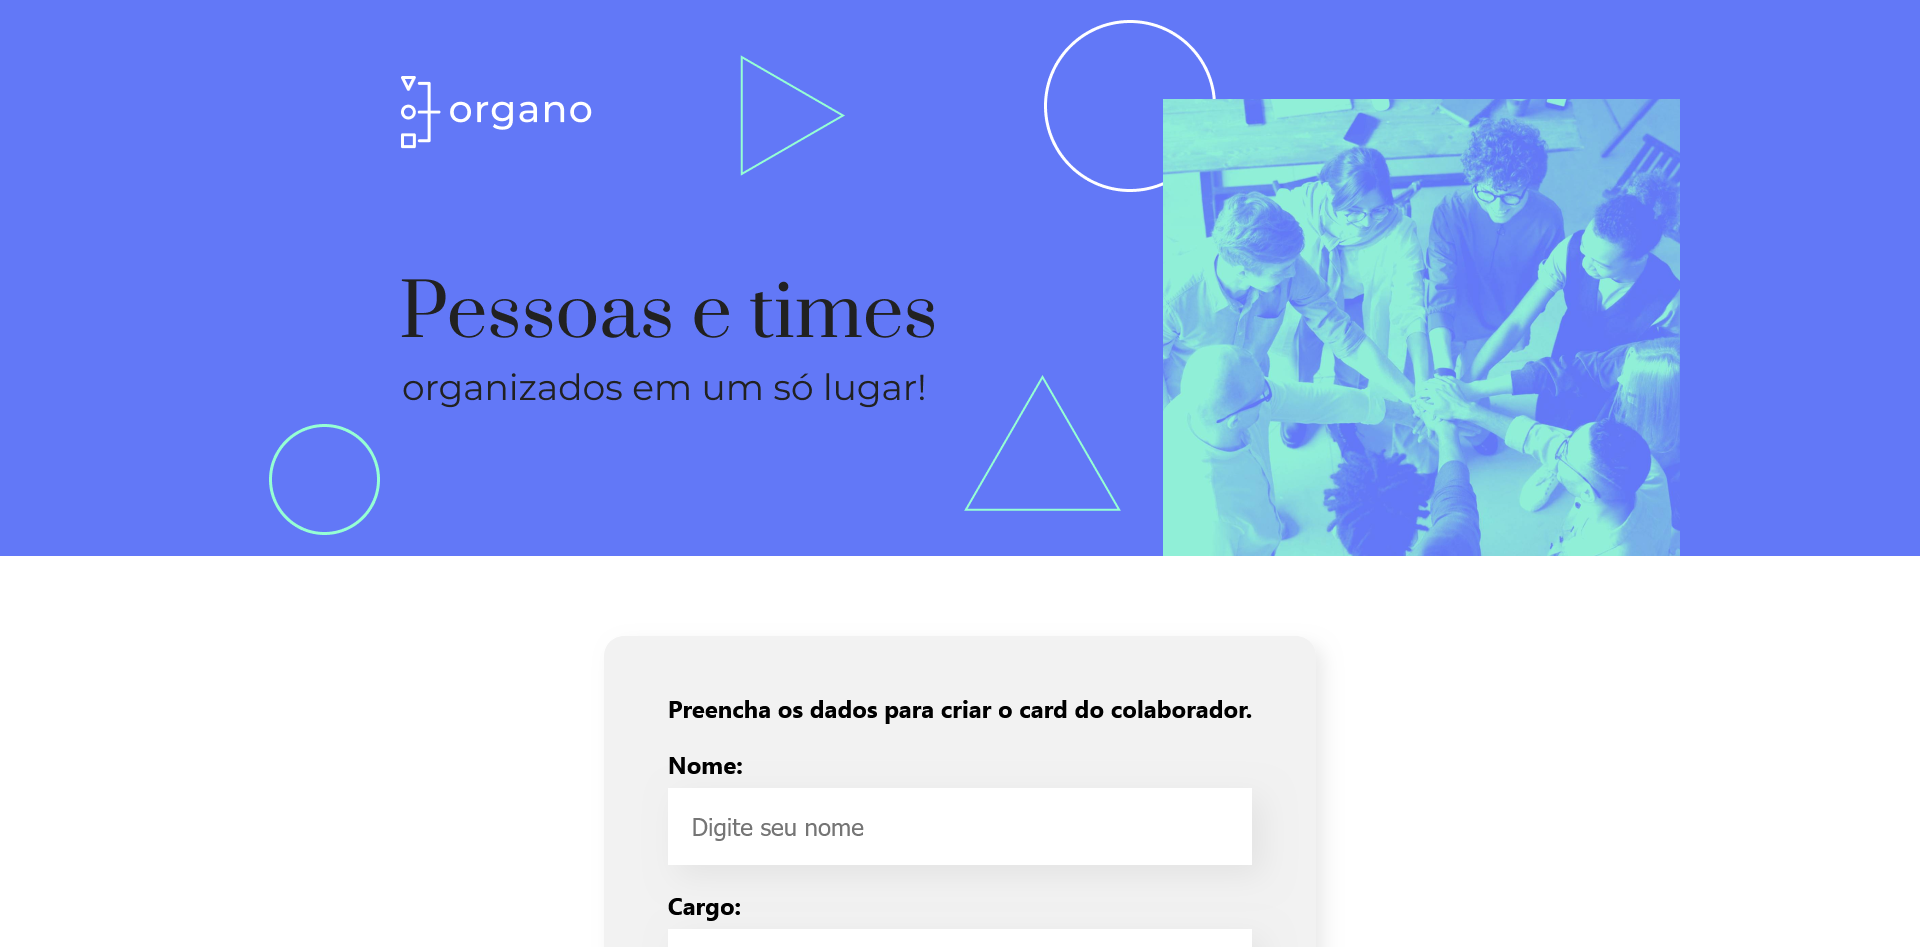 organo
Pessoas e times
organizados em um só lugar!
Preencha os dados para criar o card do colaborador.
Nome:
Digite seu nome
Cargo: